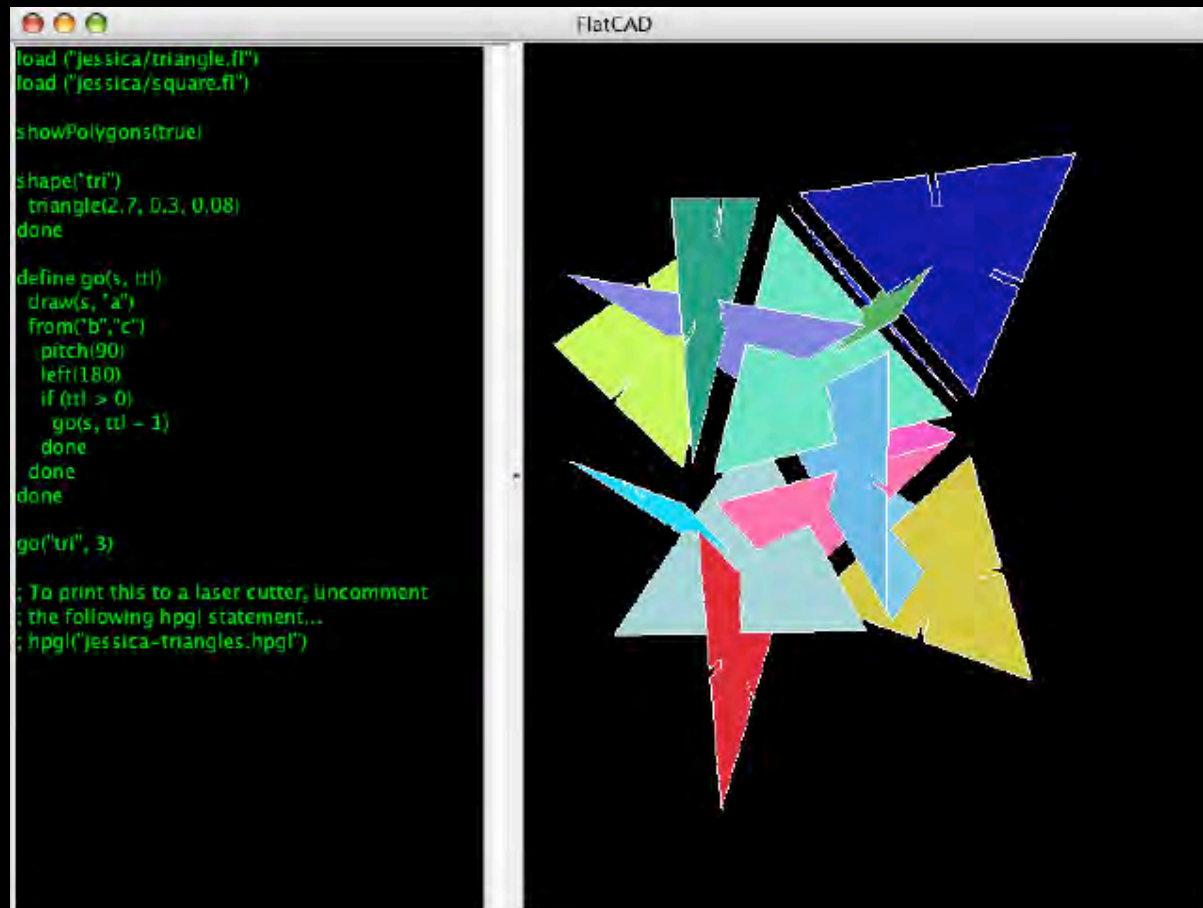 FlatCAD
load ("jessica/triangle.fl")
load ("jessica/square.fl")
showPolygons(true)
shape("tri")
triangle(2.7, 0.3, 0.08)
done
define go(s, ttl)
draw(s, "a")
from("b","c")
pitch(90)
left(180)
if (ttl > 0)
go(s, ttl - 1)
done
done
done
go("tri", 3)
; To print this to a laser cutter, uncomment
; the following hpgl statement...
; hpgl("jessica-triangles.hpgl")